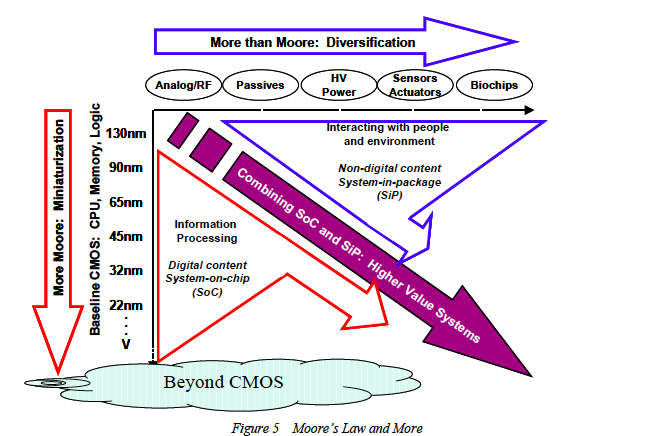 More than Moore: Diversification
Analog/RF
Passives
HV
Power
Sensors
Actuators
Biochips
More Moore: Miniaturization
Baseline CMOS: CPU, Memory, Logic
130nm
90nm
65nm
45nm
32nm
22nm
.
.
.
V
Interacting with people
and environment
Non-digital content
System-in-package
(SiP)
Combining SoC and SiP: Higher Value Systems
Information
Processing
Digital content
System-on-chip
(SoC)
Beyond CMOS
Figure 5 Moore's Law and More